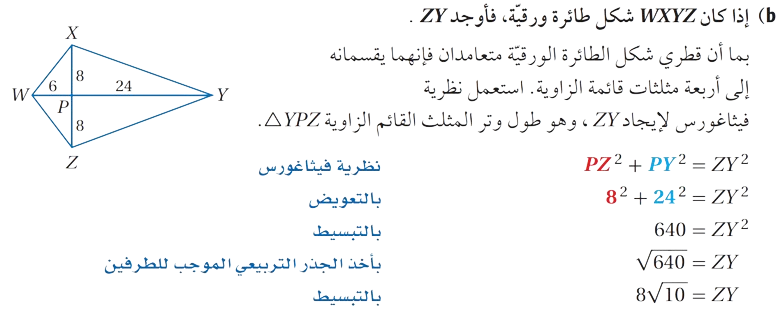 (b إذا كان WXYZ شكل طائرة ورقيّة، فأوجد ZY .
بما أن قطري شكل الطائرة الورقيّة متعامدان فإنهما يقسمانه
إلى أربعة مثلثات قائمة الزاوية. استعمل نظرية
فيثاغورس لإيجاد ZY ، وهو طول وتر المثلث القائم الزاوية △YPZ.
X
6 8 24
W P Y
8
Z
PZ² + PY² = ZY² نظرية فيثاغورس
8² + 24² = ZY² بالتعويض
640 = ZY² بالتبسيط
√640 = ZY بأخذ الجذر التربيعي الموجب للطرفين
8√10 = ZY بالتبسيط